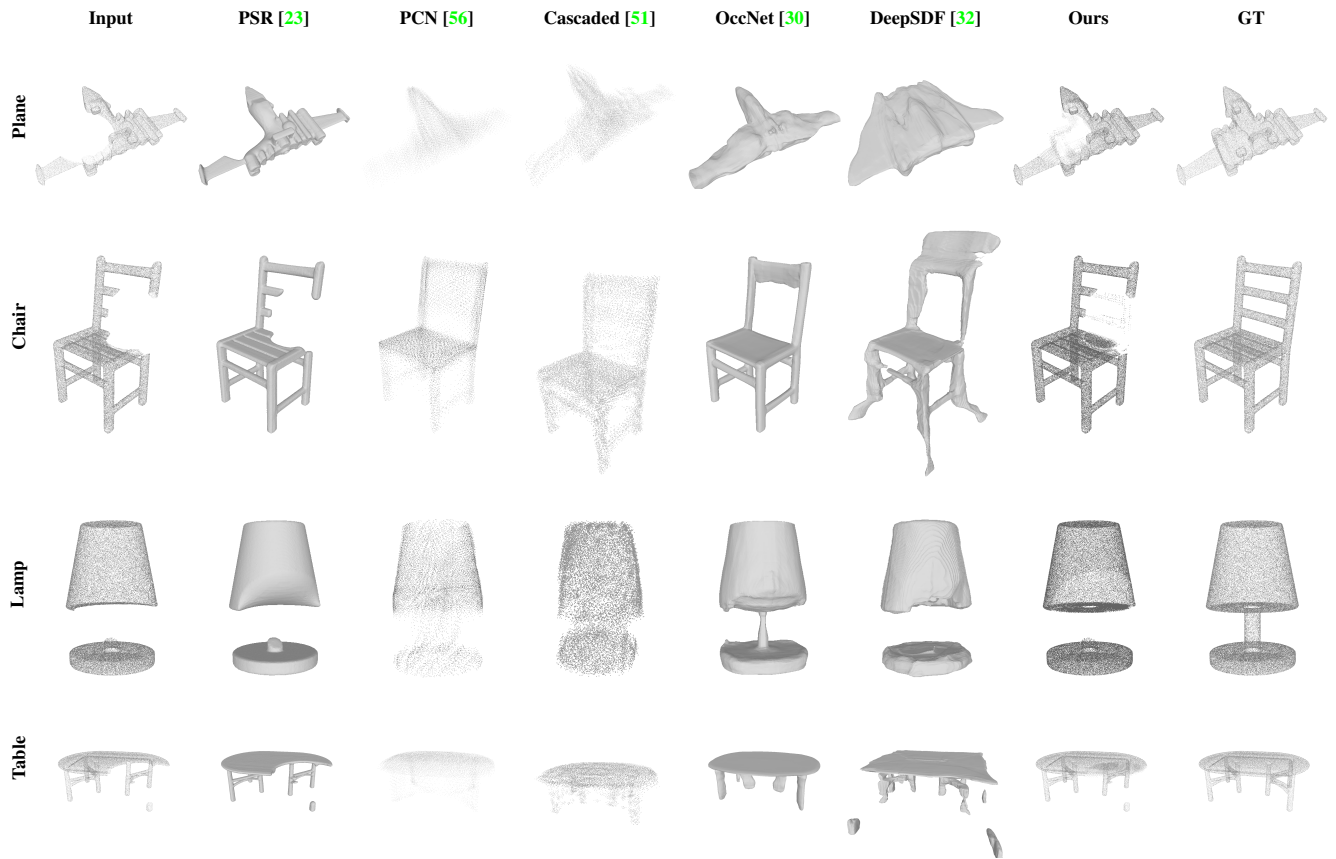 Input PSR [23] PCN [56] Cascaded [51] OccNet [30] DeepSDF [32] Ours GT
Plane
Chair
Lamp
Table